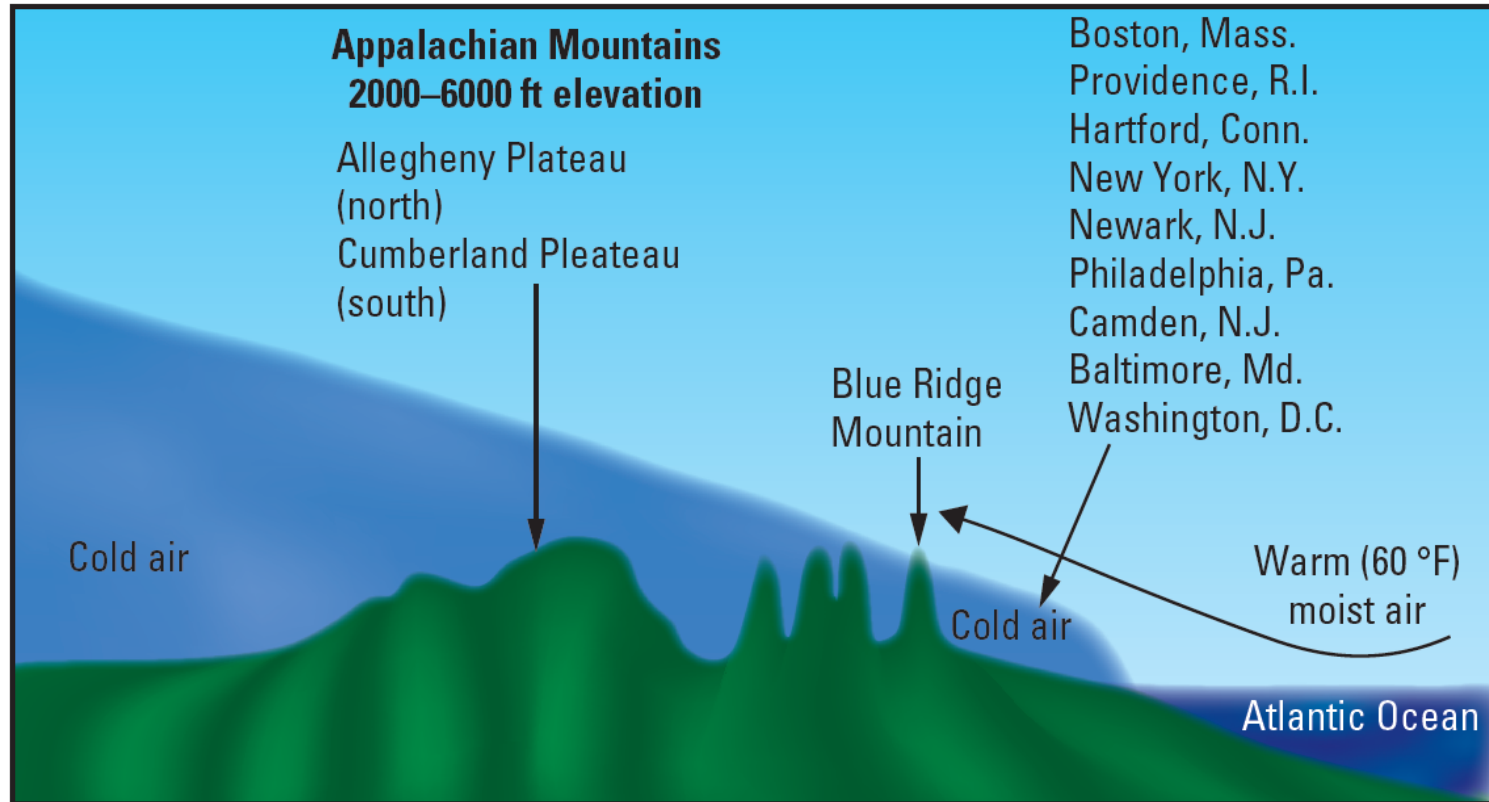 Appalachian Mountains
2000–6000 ft elevation
Allegheny Plateau
(north)
Cumberland Pleateau
(south)
Boston, Mass.
Providence, R.I.
Hartford, Conn.
New York, N.Y.
Newark, N.J.
Philadelphia, Pa.
Camden, N.J.
Baltimore, Md.
Washington, D.C.
Blue Ridge
Mountain
Cold air
Cold air
Warm (60 °F)
moist air
Atlantic Ocean